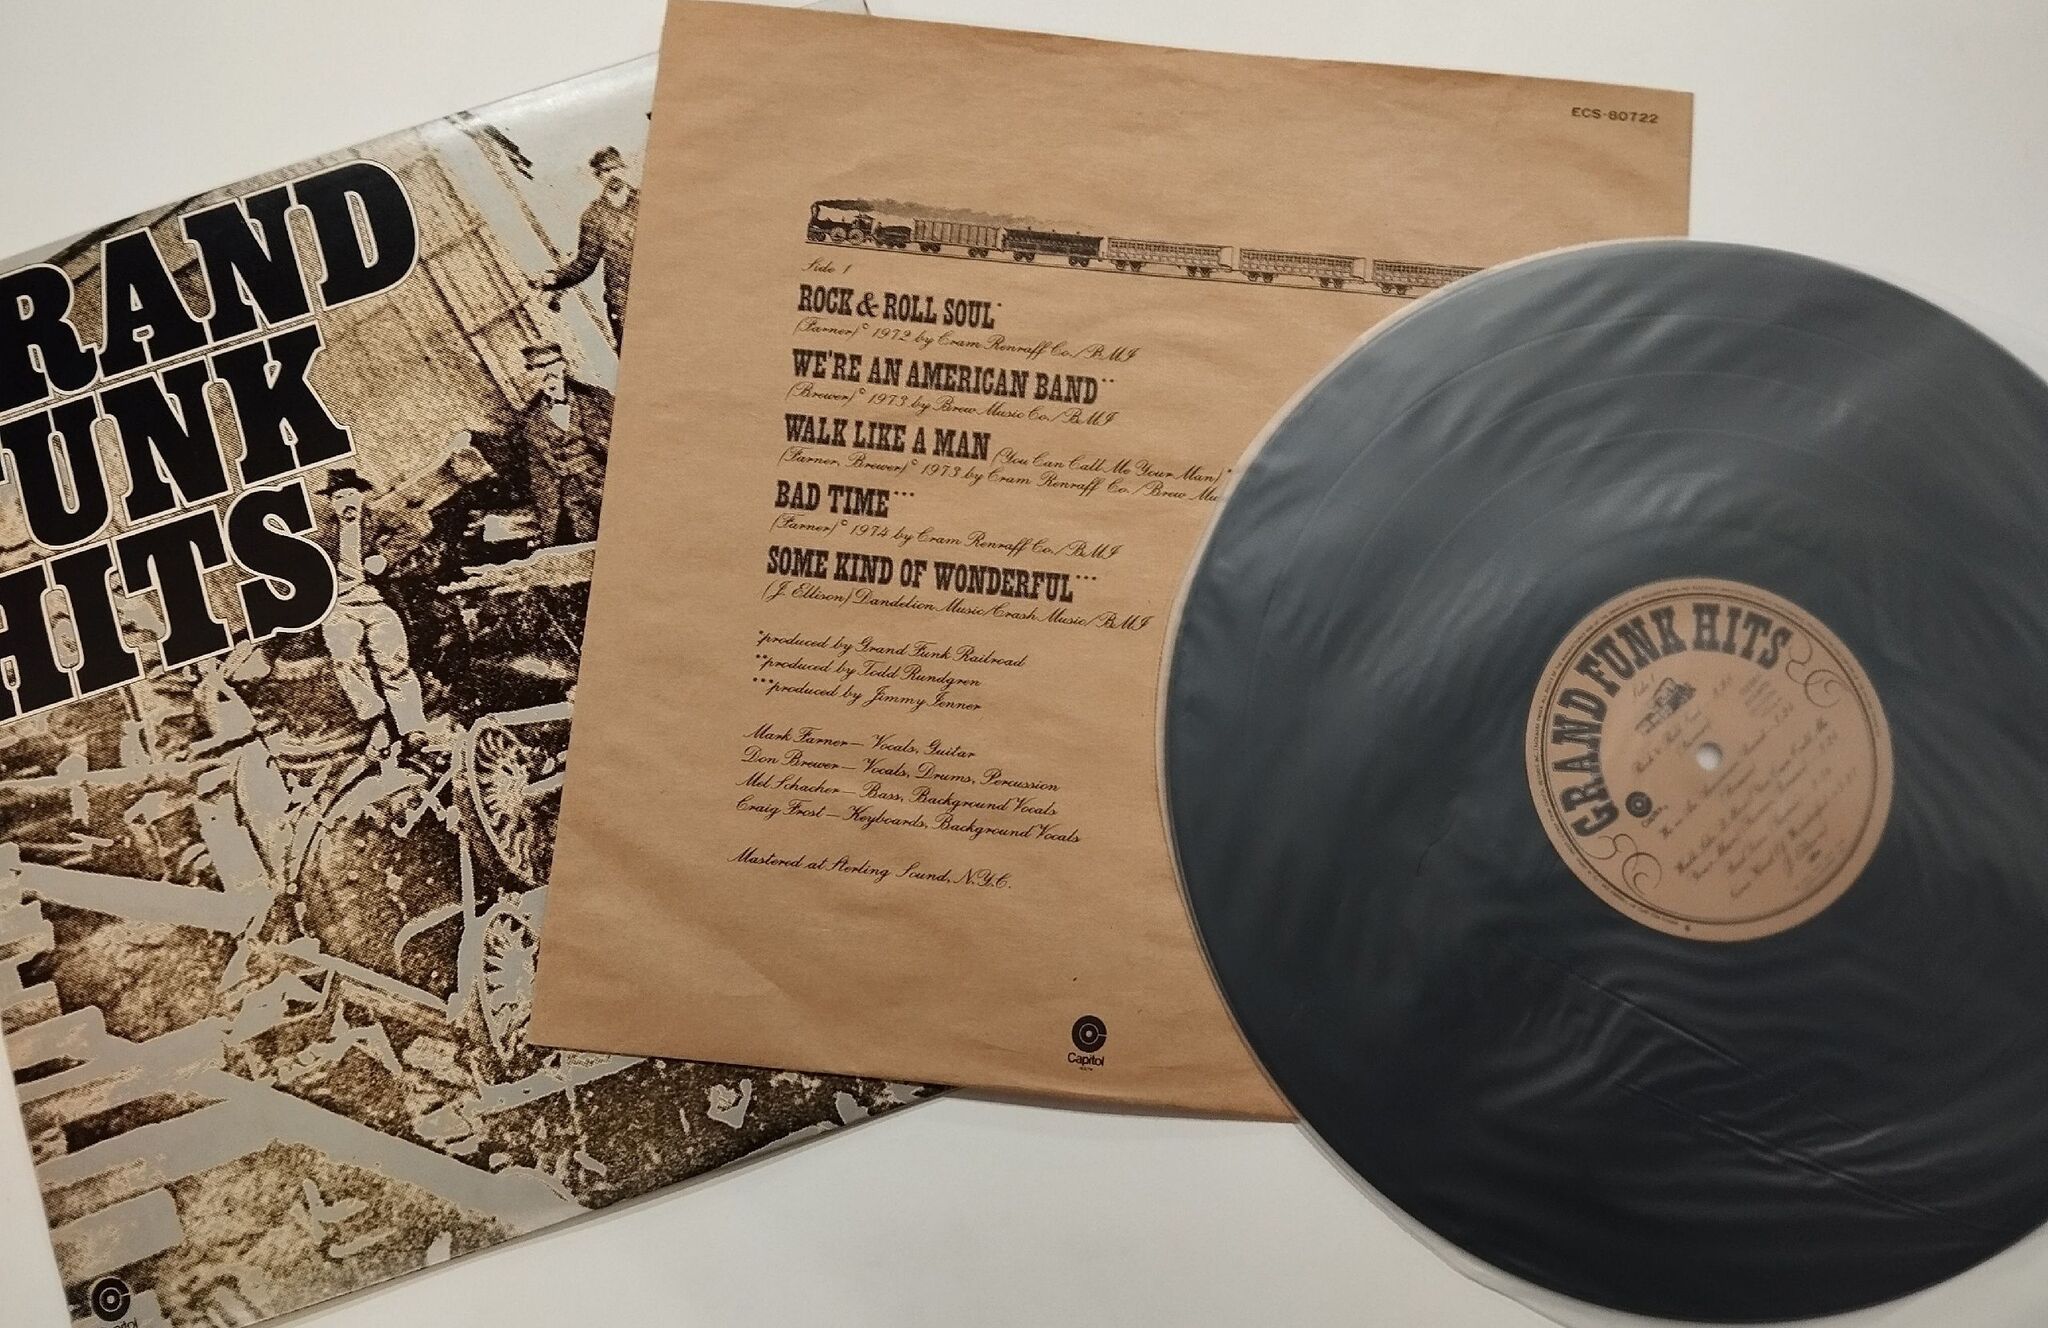 RAND
UNK
HITS
Capitol
ECS-80722
Side 1
ROCK & ROLL SOUL*
(Farner) © 1972 by Cram Renraff Co./BMI
WE'RE AN AMERICAN BAND**
(Brewer) © 1973 by Brew Music Co./BMI
WALK LIKE A MAN (You Can Call Me Your Man)*
(Farner, Brewer) © 1973 by Cram Renraff Co./Brew Mu
BAD TIME***
(Farner) © 1974 by Cram Renraff Co./BMI
SOME KIND OF WONDERFUL***
(J. Ellison) Dandelion Music/Crash Music/BMI
*produced by Grand Funk Railroad
**produced by Todd Rundgren
***produced by Jimmy Ienner
Mark Farner — Vocals, Guitar
Don Brewer — Vocals, Drums, Percussion
Mel Schacher — Bass, Background Vocals
Craig Frost — Keyboards, Background Vocals
Mastered at Sterling Sound, N.Y.C.
Capitol
GRAND FUNK HITS
Side 1
Capitol